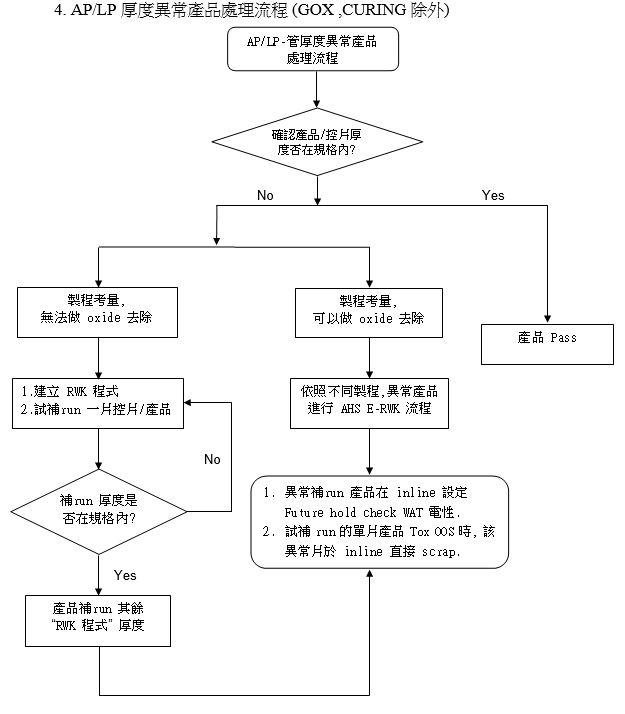 4. AP/LP 厚度異常產品處理流程 (GOX ,CURING 除外)
AP/LP-管厚度異常產品
處理流程
確認產品/控片厚
度否在規格內?
No
Yes
製程考量,
無法做 oxide 去除
製程考量,
可以做 oxide 去除
產品 Pass
1.建立 RWK 程式
2.試補run 一片控片/產品
依照不同製程,異常產品
進行 AHS E-RWK 流程
No
補run 厚度是
否在規格內?
1. 異常補run 產品在 inline 設定
Future hold check WAT 電性.
2. 試補 run 的單片產品 Tox OOS 時, 該
異常片於 inline 直接 scrap.
Yes
產品補run 其餘
“RWK 程式” 厚度